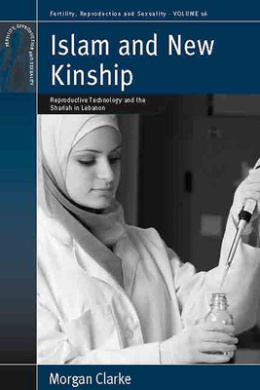 Fertility, Reproduction and Sexuality · VOLUME 16
Islam and New
Kinship
Reproductive Technology and the
Shariah in Lebanon
Morgan Clarke